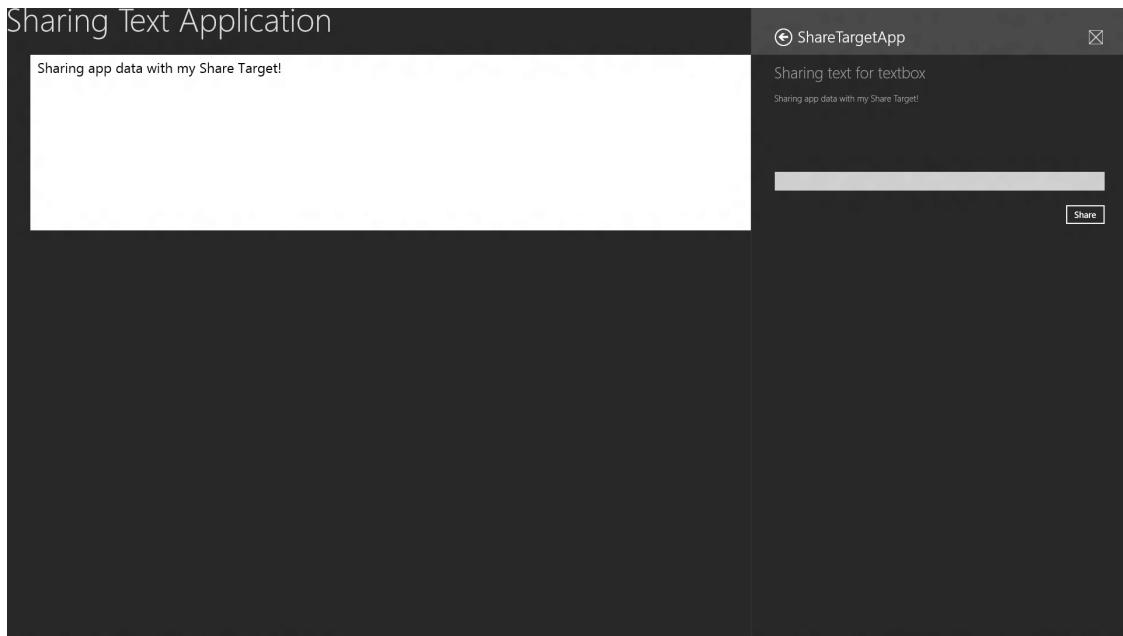 Sharing Text Application
Sharing app data with my Share Target!
ShareTargetApp
Sharing text for textbox
Sharing app data with my Share Target!
Share